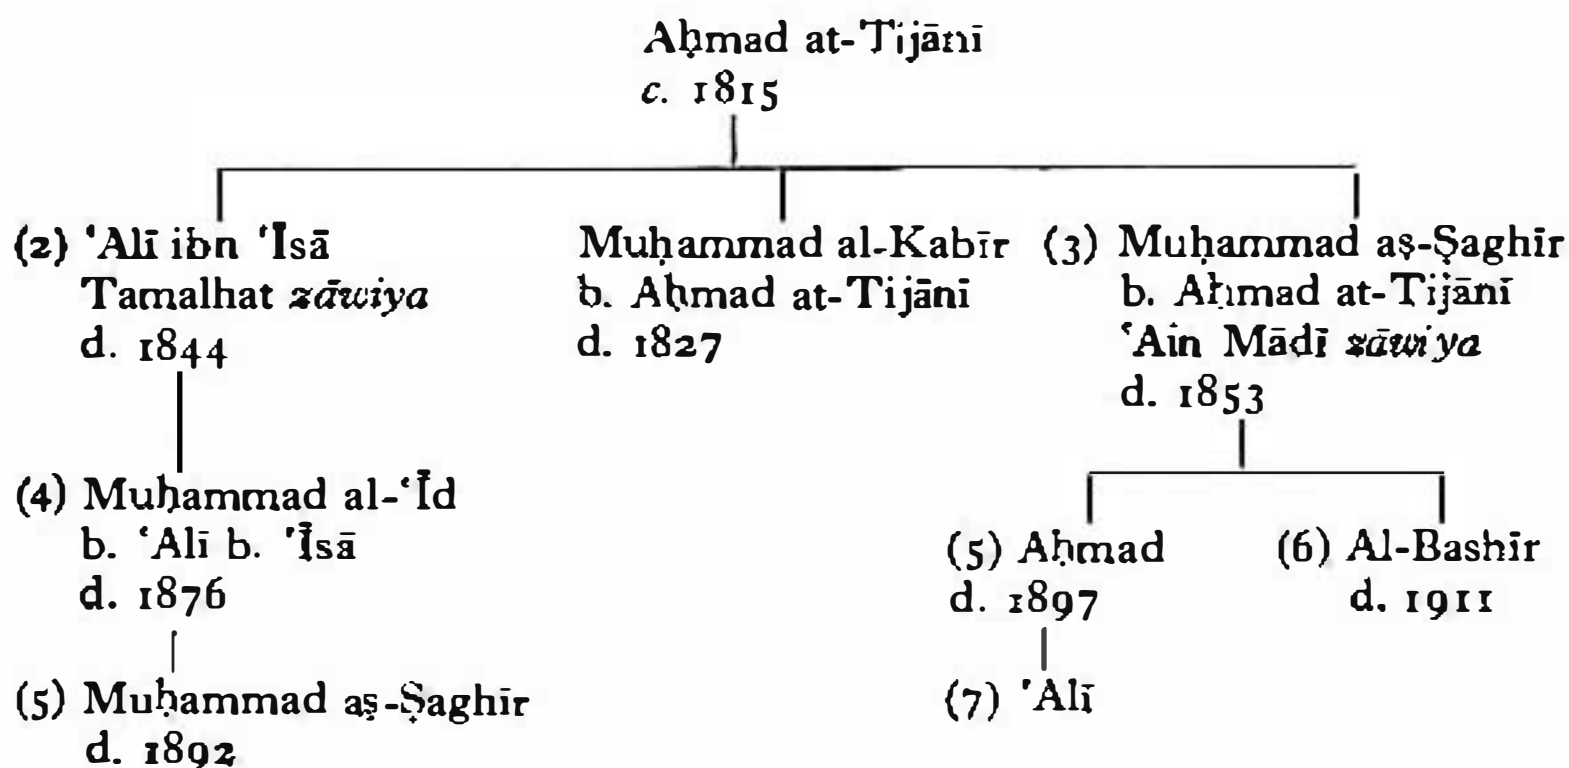 Aḥmad at-Tijānī
c. 1815
(2) ʿAlī ibn ʿĪsā
Tamalhat zāwiya
d. 1844
Muḥammad al-Kabīr
b. Aḥmad at-Tijānī
d. 1827
(3) Muḥammad aṣ-Ṣaghīr
b. Aḥmad at-Tijānī
ʿAin Mādī zāwiya
d. 1853
(4) Muḥammad al-ʿĪd
b. ʿAlī b. ʿĪsā
d. 1876
(5) Aḥmad
d. 1897
(6) Al-Bashīr
d. 1911
(5) Muḥammad aṣ-Ṣaghīr
d. 1892
(7) ʿAlī